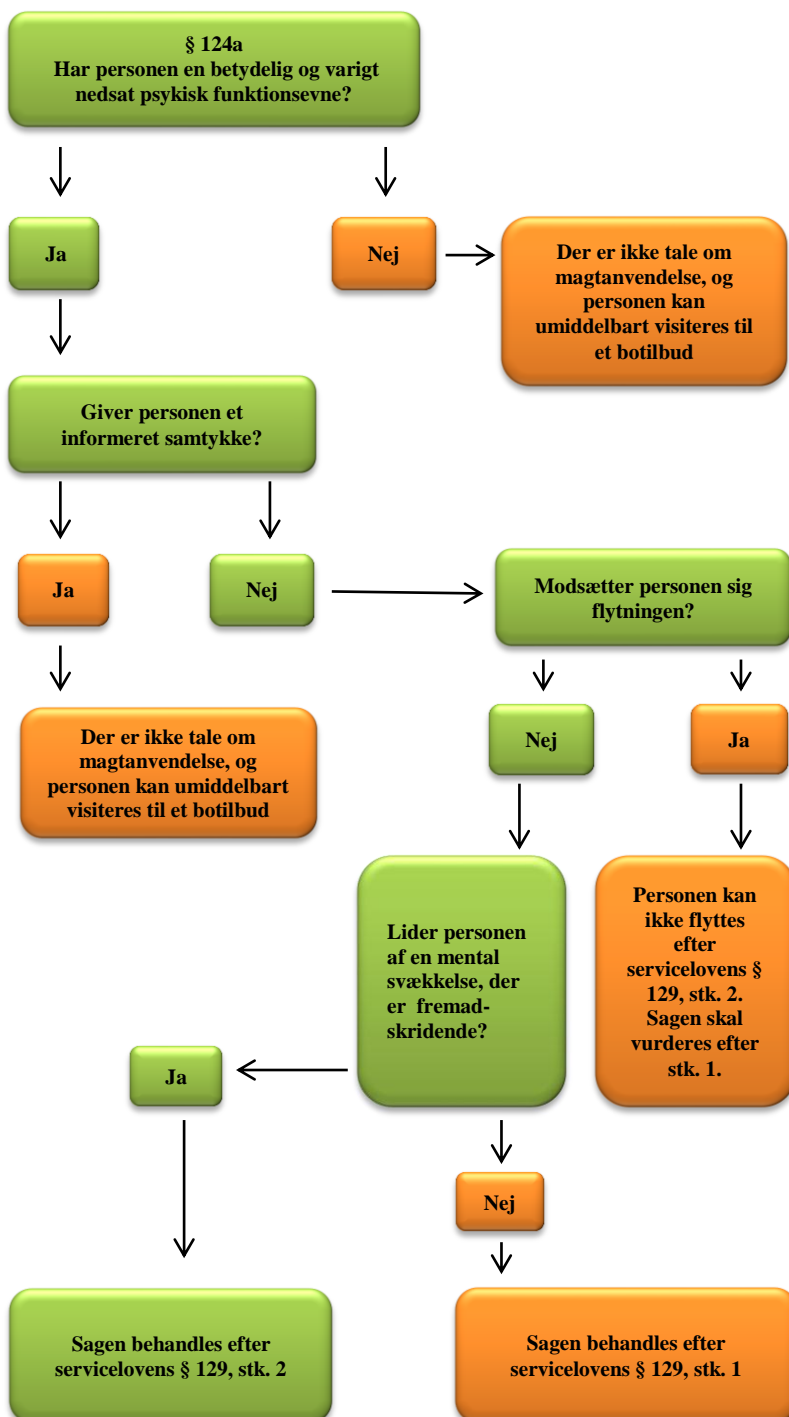 § 124a
Har personen en betydelig og varigt
nedsat psykisk funktionsevne?
Ja
Nej
Der er ikke tale om
magtanvendelse, og
personen kan
umiddelbart visiteres til
et botilbud
Giver personen et
informeret samtykke?
Ja
Nej
Modsætter personen sig
flytningen?
Nej
Ja
Der er ikke tale om
magtanvendelse, og
personen kan umiddelbart
visiteres til et botilbud
Lider personen
af en mental
svækkelse, der
er fremad-
skridende?
Personen kan
ikke flyttes
efter
servicelovens §
129, stk. 2.
Sagen skal
vurderes efter
stk. 1.
Ja
Nej
Sagen behandles efter
servicelovens § 129, stk. 2
Sagen behandles efter
servicelovens § 129, stk. 1